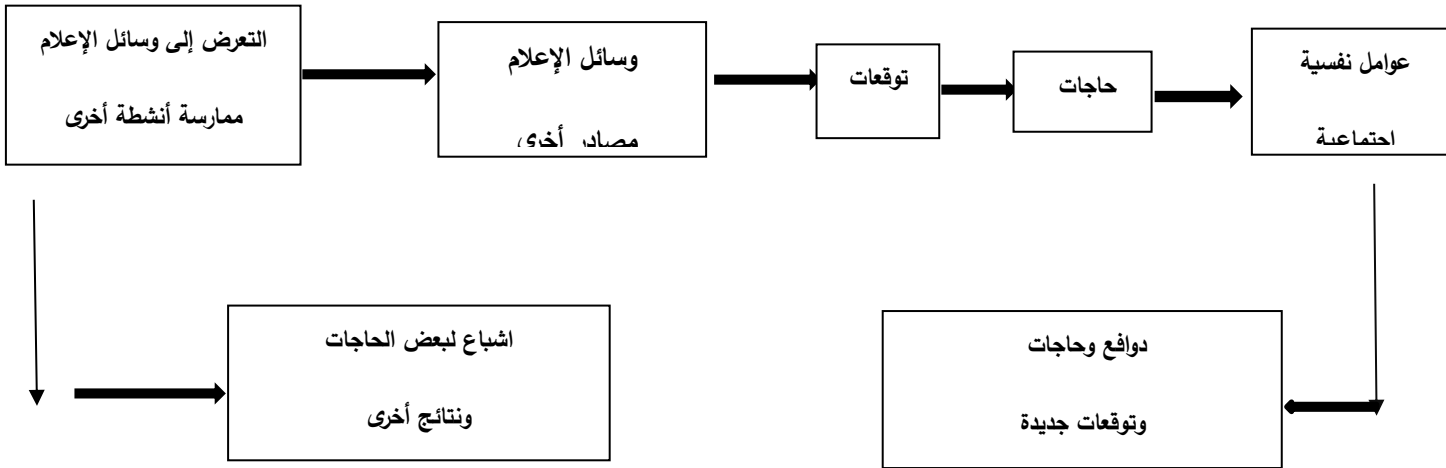 عوامل نفسية
اجتماعية
حاجات
توقعات
وسائل الإعلام
مصادر أخرى
التعرض إلى وسائل الإعلام
ممارسة أنشطة أخرى
دوافع وحاجات
وتوقعات جديدة
اشباع لبعض الحاجات
ونتائج أخرى